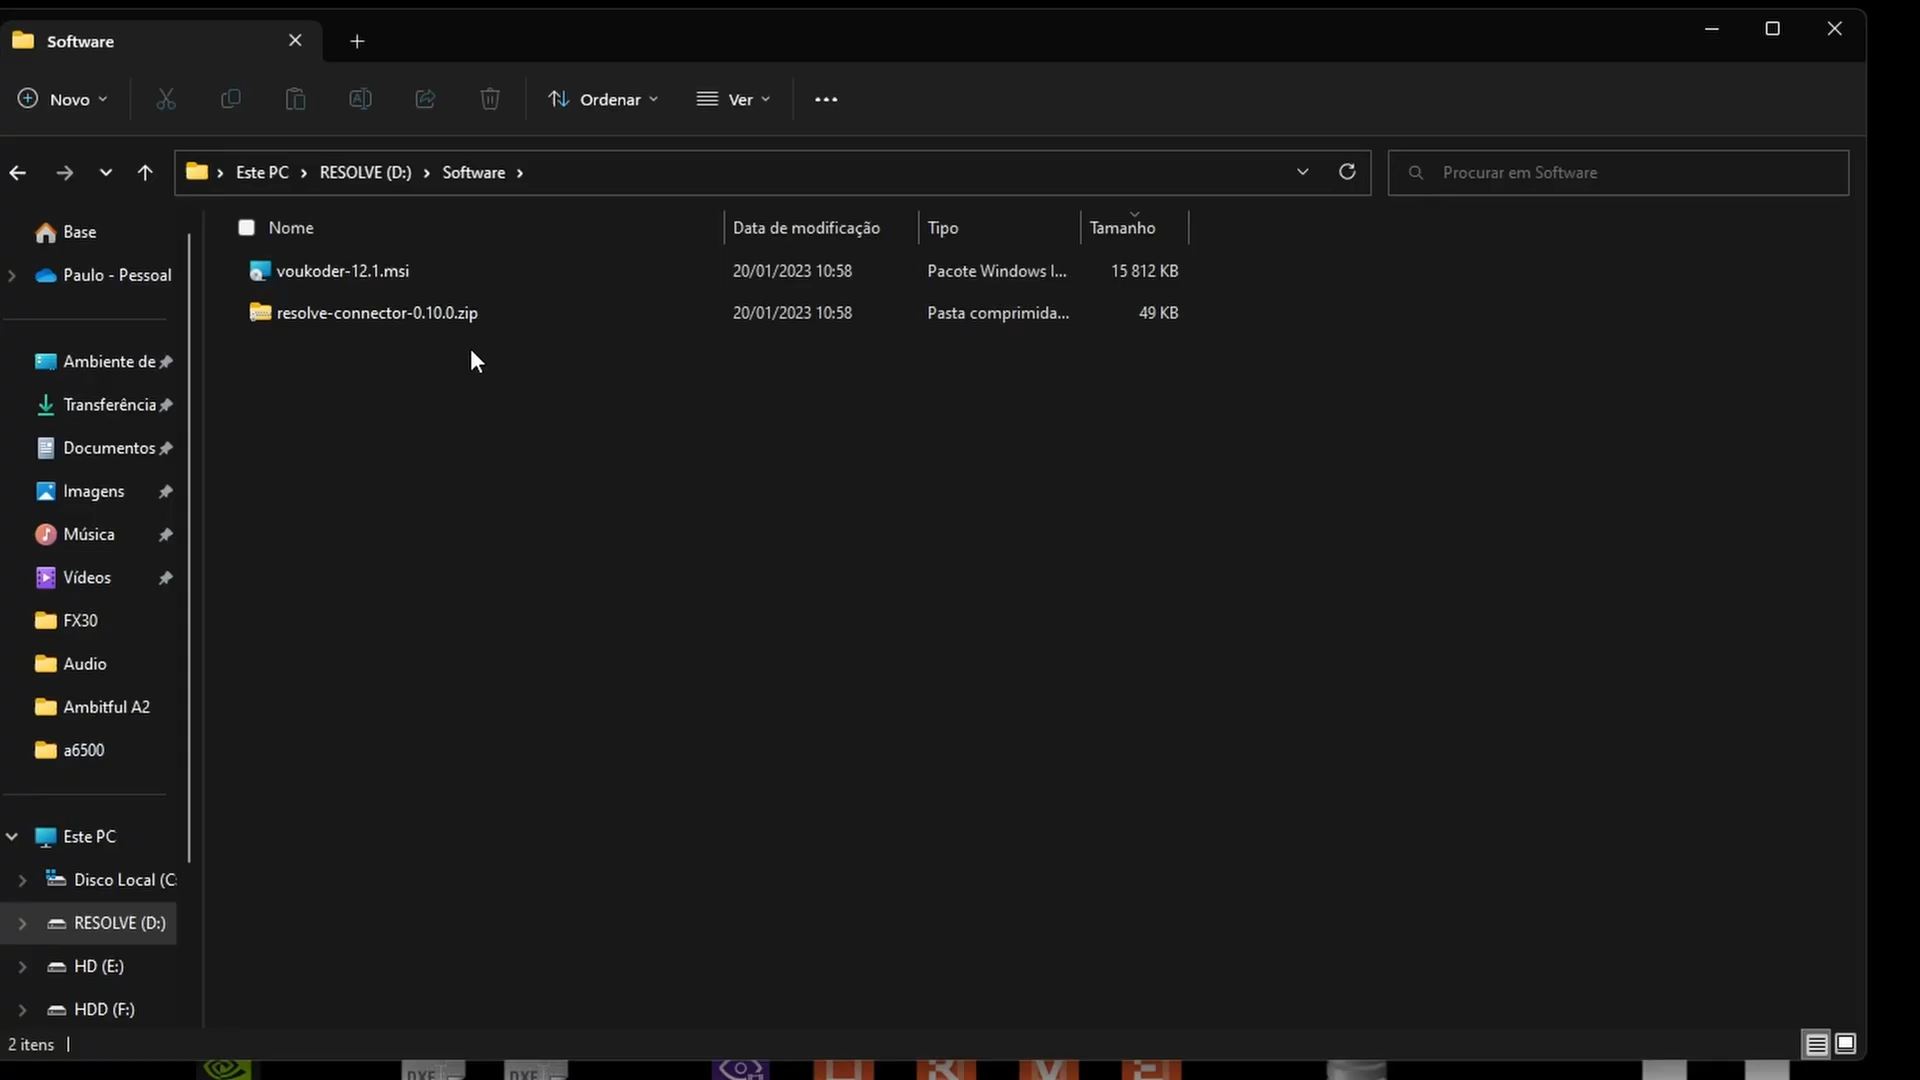 Software
Novo
Ordenar
Ver
Este PC
RESOLVE (D:)
Software
Procurar em Software
Nome
Data de modificação
Tipo
Tamanho
voukoder-12.1.msi
20/01/2023 10:58
Pacote Windows I...
15 812 KB
resolve-connector-0.10.0.zip
20/01/2023 10:58
Pasta comprimida...
49 KB
Base
Paulo - Pessoal
Ambiente de
Transferência
Documentos
Imagens
Música
Vídeos
FX30
Audio
Ambitful A2
a6500
Este PC
Disco Local (C:
RESOLVE (D:)
HD (E:)
HDD (F:)
2 itens
DXF
DXF